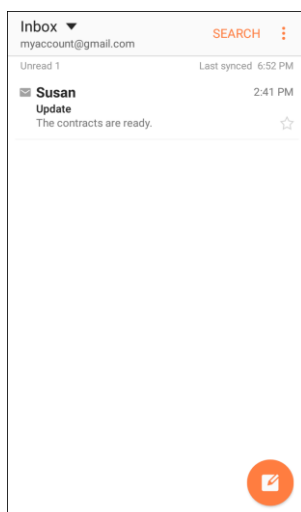 Inbox
SEARCH
myaccount@gmail.com
Unread 1 Last synced 6:52 PM
Susan 2:41 PM
Update
The contracts are ready.